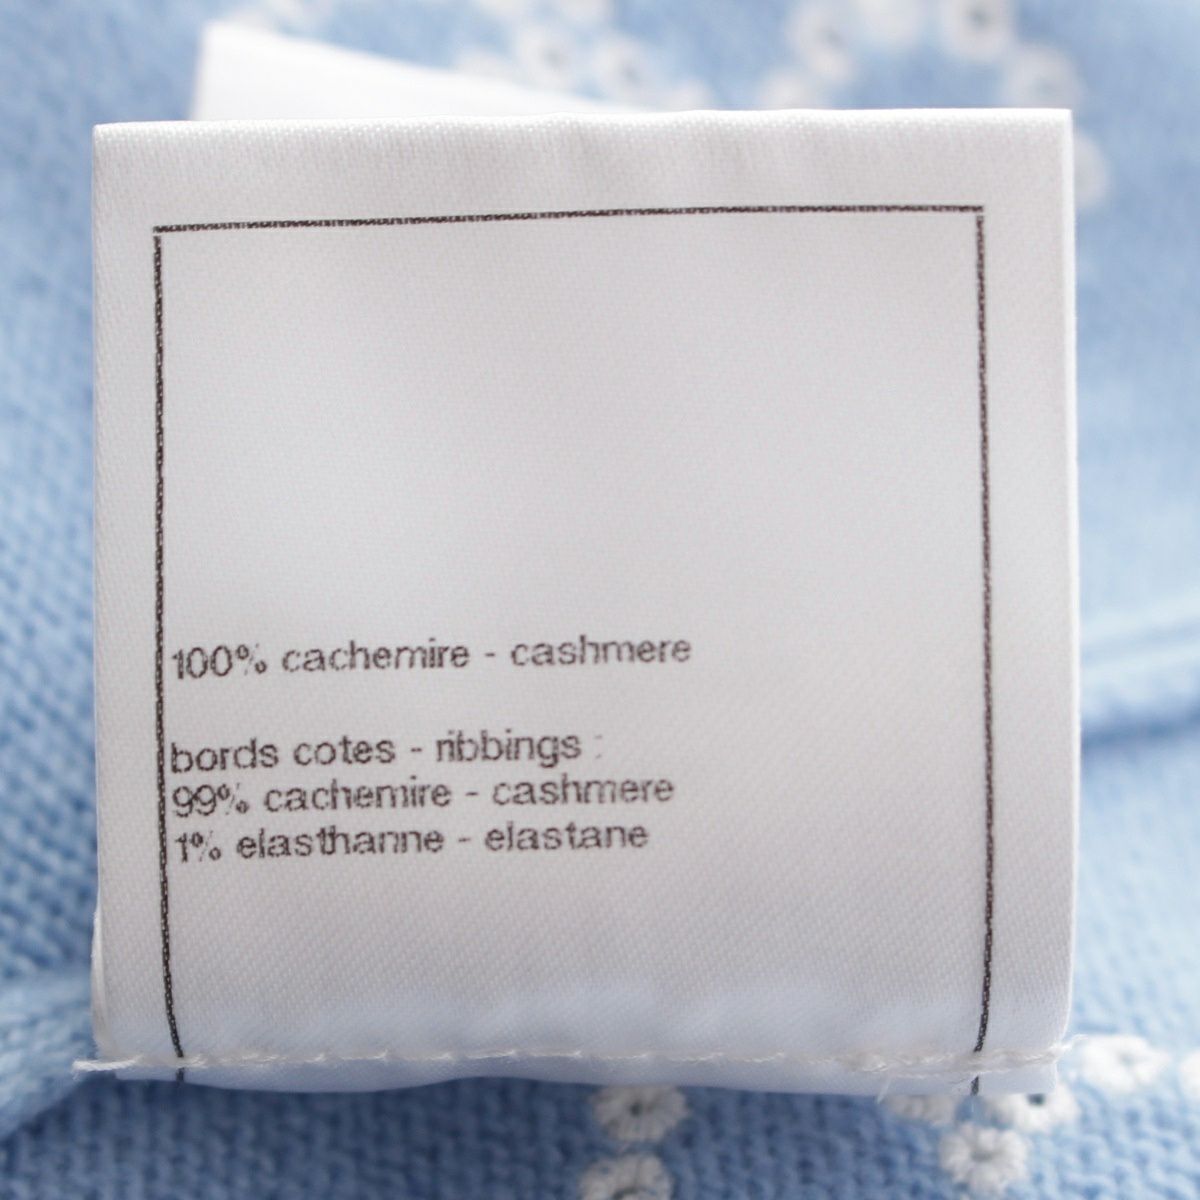 100% cachemire - cashmere
bords cotes - ribbings :
99% cachemire - cashmere
1% elasthanne - elastane